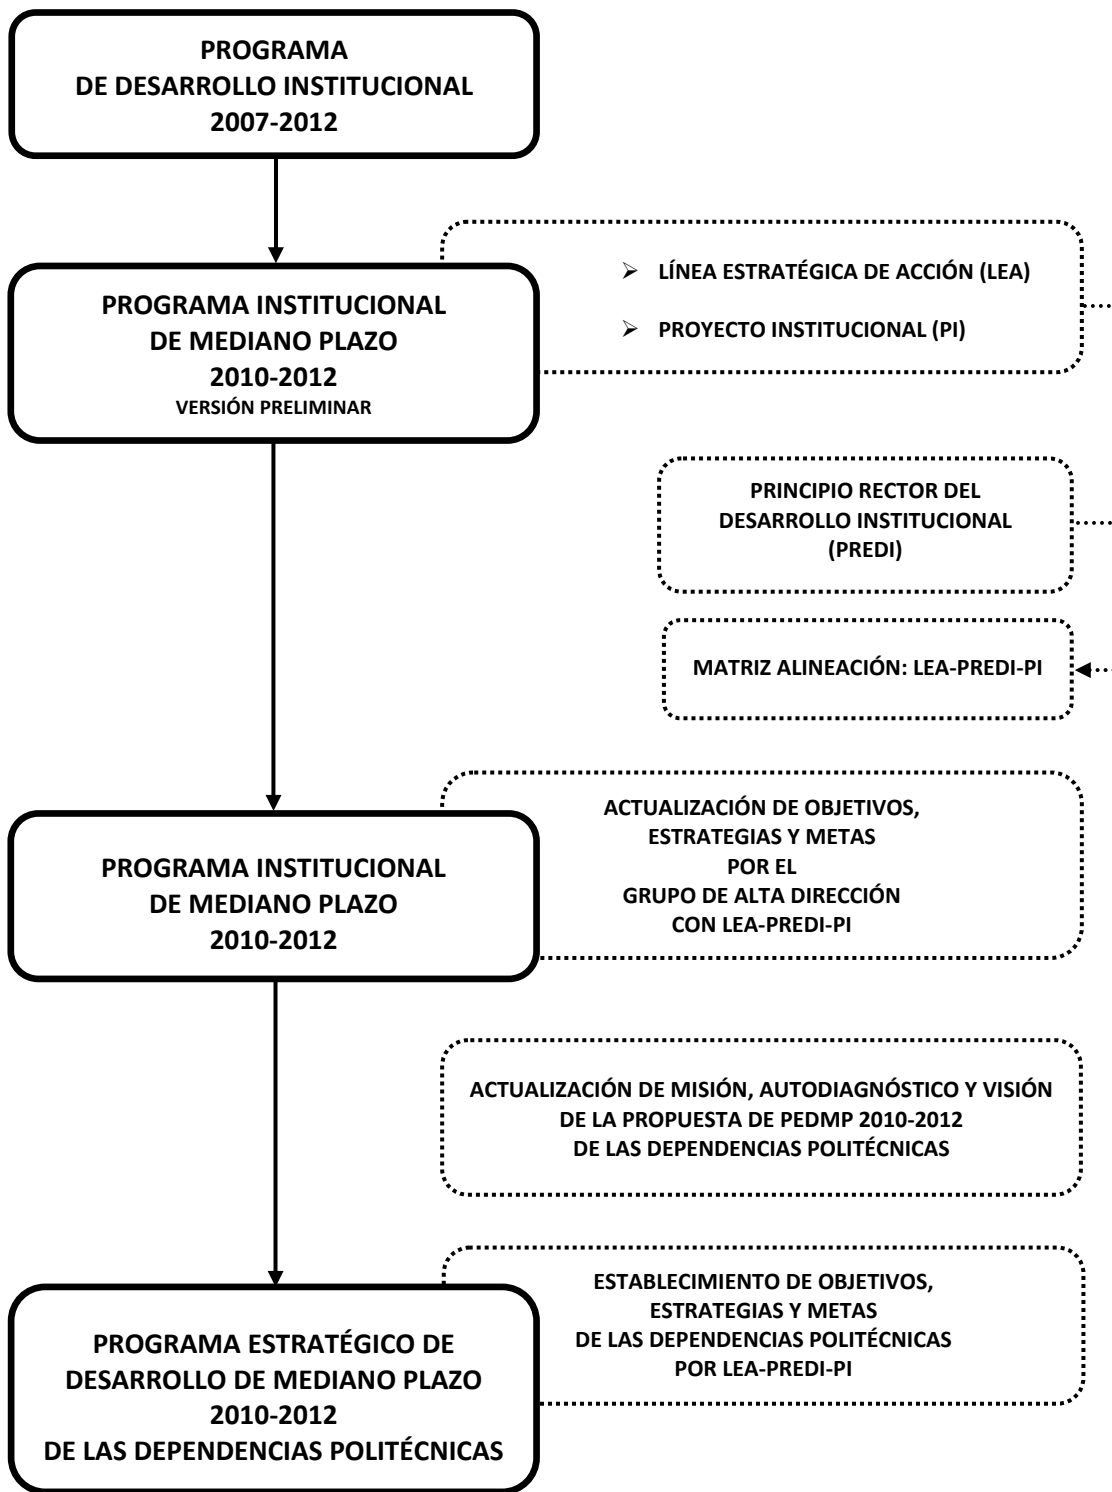 PROGRAMA
DE DESARROLLO INSTITUCIONAL
2007-2012
➢ LÍNEA ESTRATÉGICA DE ACCIÓN (LEA)
➢ PROYECTO INSTITUCIONAL (PI)
PROGRAMA INSTITUCIONAL
DE MEDIANO PLAZO
2010-2012
VERSIÓN PRELIMINAR
PRINCIPIO RECTOR DEL
DESARROLLO INSTITUCIONAL
(PREDI)
MATRIZ ALINEACIÓN: LEA-PREDI-PI
ACTUALIZACIÓN DE OBJETIVOS,
ESTRATEGIAS Y METAS
POR EL
GRUPO DE ALTA DIRECCIÓN
CON LEA-PREDI-PI
PROGRAMA INSTITUCIONAL
DE MEDIANO PLAZO
2010-2012
ACTUALIZACIÓN DE MISIÓN, AUTODIAGNÓSTICO Y VISIÓN
DE LA PROPUESTA DE PEDMP 2010-2012
DE LAS DEPENDENCIAS POLITÉCNICAS
ESTABLECIMIENTO DE OBJETIVOS,
ESTRATEGIAS Y METAS
DE LAS DEPENDENCIAS POLITÉCNICAS
POR LEA-PREDI-PI
PROGRAMA ESTRATÉGICO DE
DESARROLLO DE MEDIANO PLAZO
2010-2012
DE LAS DEPENDENCIAS POLITÉCNICAS